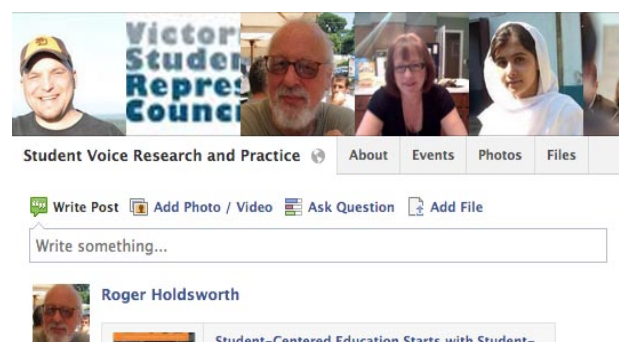 Victor
Studen
Repres
Counci
Student Voice Research and Practice About Events Photos Files
Write Post Add Photo / Video Ask Question Add File
Write something...
Roger Holdsworth
Student-Centered Education Starts with Student-